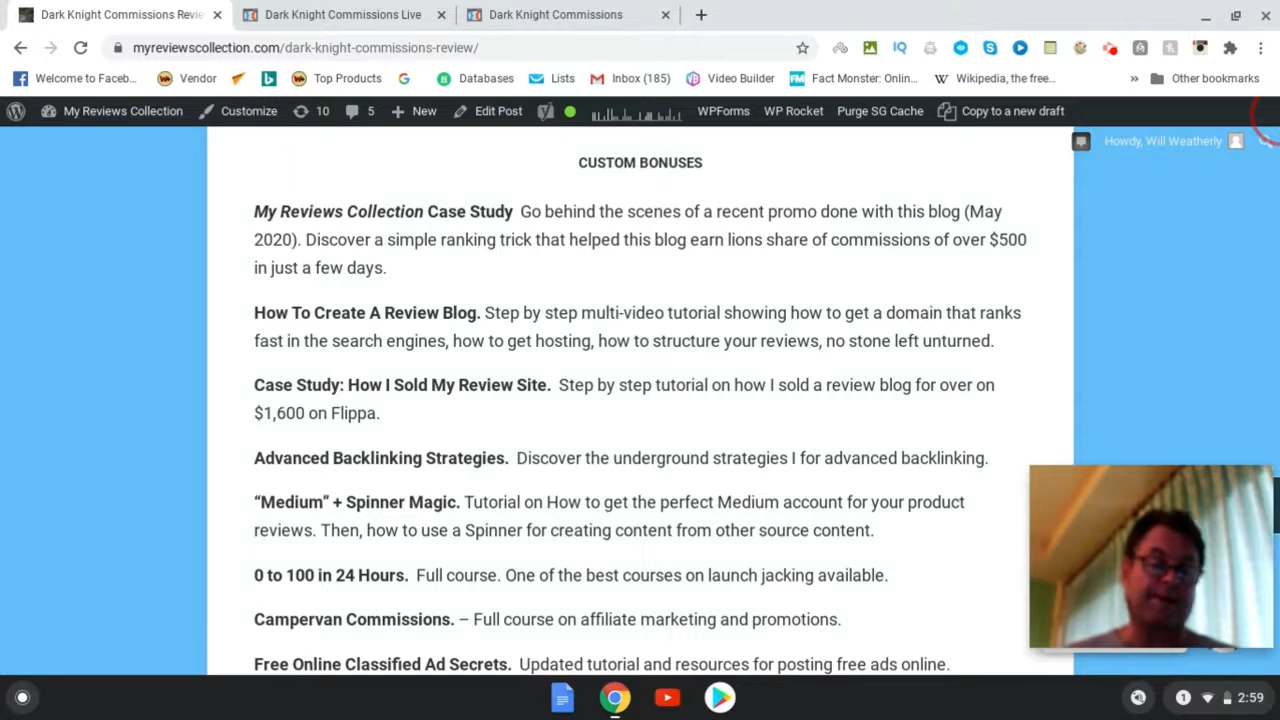 Dark Knight Commissions Revie
Dark Knight Commissions Live
Dark Knight Commissions
myreviewscollection.com/dark-knight-commissions-review/
IQ
Welcome to Faceb...
Vendor
Top Products
Databases
Lists
Inbox (185)
Video Builder
FM
Fact Monster: Onlin...
Wikipedia, the free...
Other bookmarks
My Reviews Collection
Customize
10
5
New
Edit Post
WPForms
WP Rocket
Purge SG Cache
Copy to a new draft
Howdy, Will Weatherly
CUSTOM BONUSES
My Reviews Collection Case Study Go behind the scenes of a recent promo done with this blog (May
2020). Discover a simple ranking trick that helped this blog earn lions share of commissions of over $500
in just a few days.
How To Create A Review Blog. Step by step multi-video tutorial showing how to get a domain that ranks
fast in the search engines, how to get hosting, how to structure your reviews, no stone left unturned.
Case Study: How I Sold My Review Site. Step by step tutorial on how I sold a review blog for over on
$1,600 on Flippa.
Advanced Backlinking Strategies. Discover the underground strategies I for advanced backlinking.
“Medium” + Spinner Magic. Tutorial on How to get the perfect Medium account for your product
reviews. Then, how to use a Spinner for creating content from other source content.
0 to 100 in 24 Hours. Full course. One of the best courses on launch jacking available.
Campervan Commissions. – Full course on affiliate marketing and promotions.
Free Online Classified Ad Secrets. Updated tutorial and resources for posting free ads online.
1
2:59